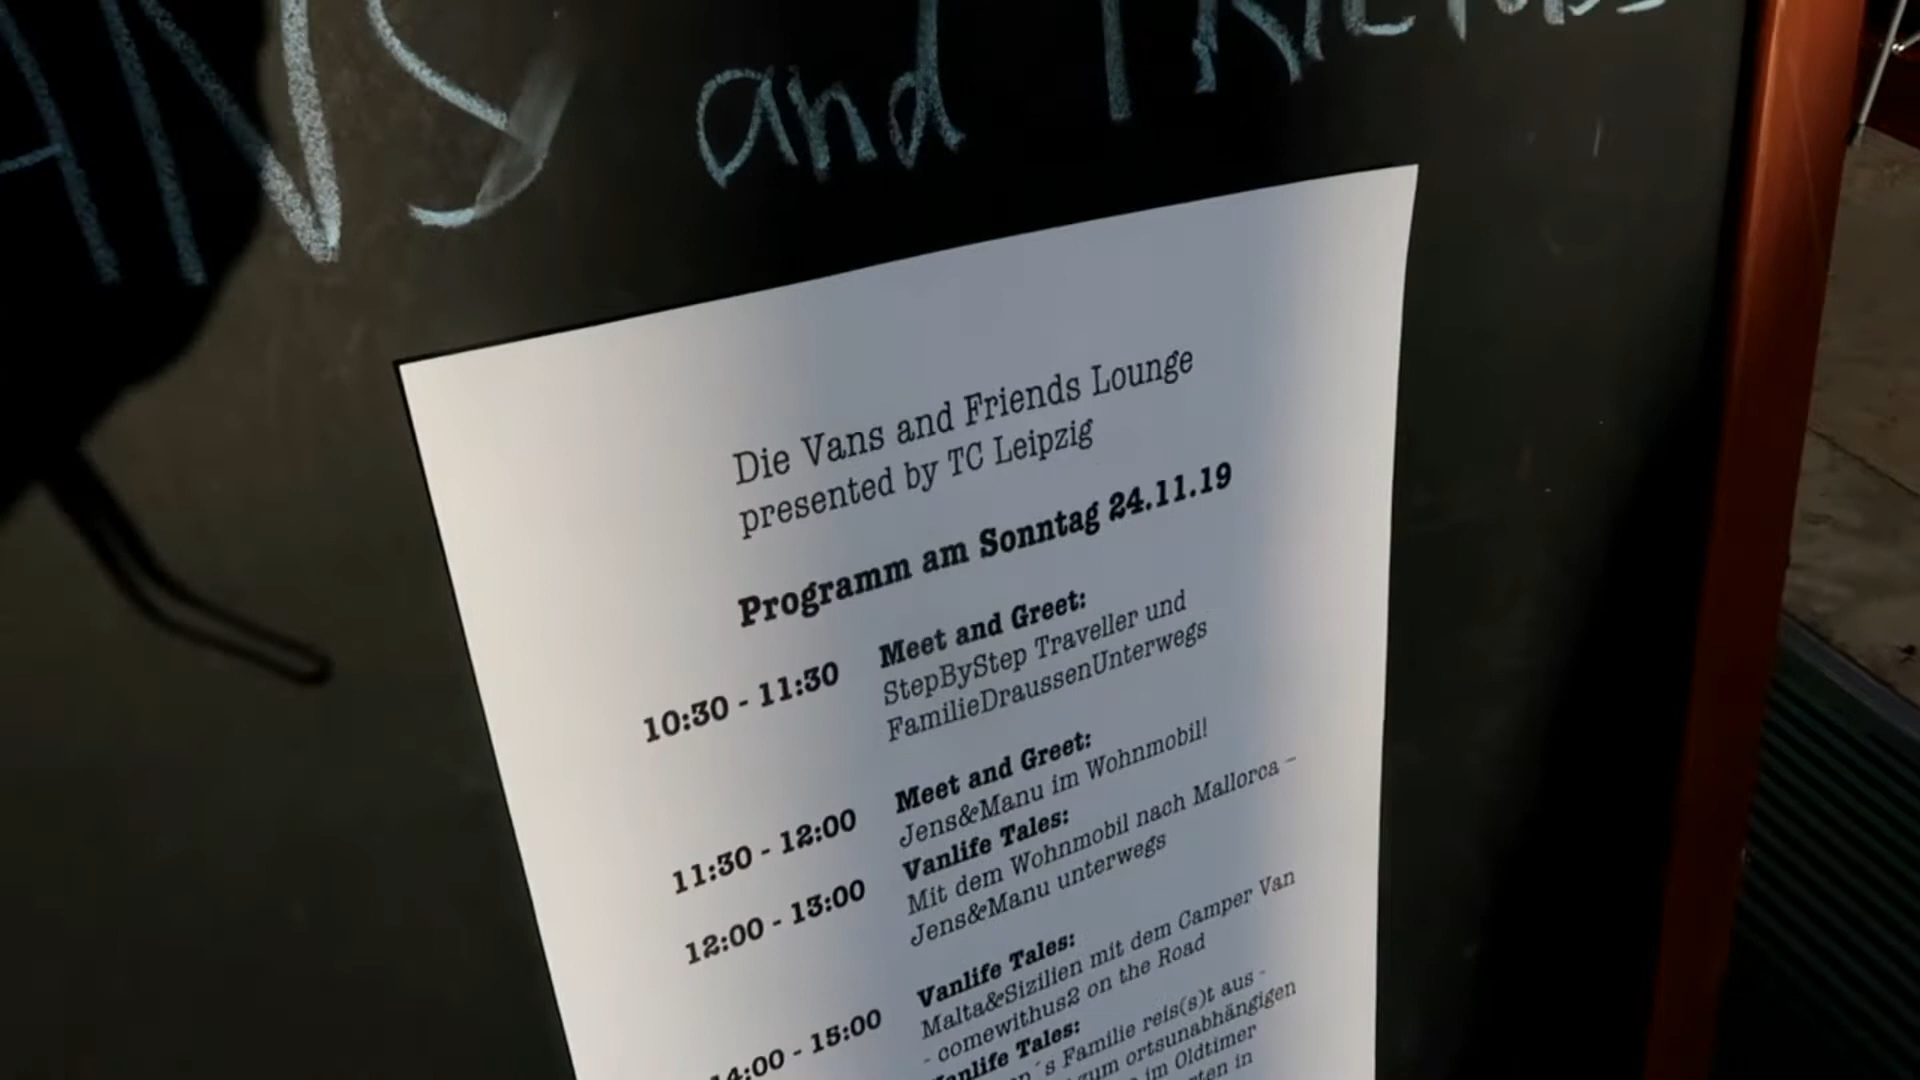 ANS and FRIENDS
Die Vans and Friends Lounge
presented by TC Leipzig
Programm am Sonntag 24.11.19
10:30 - 11:30 Meet and Greet:
StepByStep Traveller und
FamilieDraussenUnterwegs
11:30 - 12:00 Meet and Greet:
Jens&Manu im Wohnmobil!
12:00 - 13:00 Vanlife Tales:
Mit dem Wohnmobil nach Mallorca –
Jens&Manu unterwegs
Vanlife Tales:
Malta&Sizilien mit dem Camper Van
- comewithus2 on the Road
14:00 - 15:00 Vanlife Tales:
´s Familie reis(s)t aus -
zum ortsunabhängigen
im Oldtimer
in